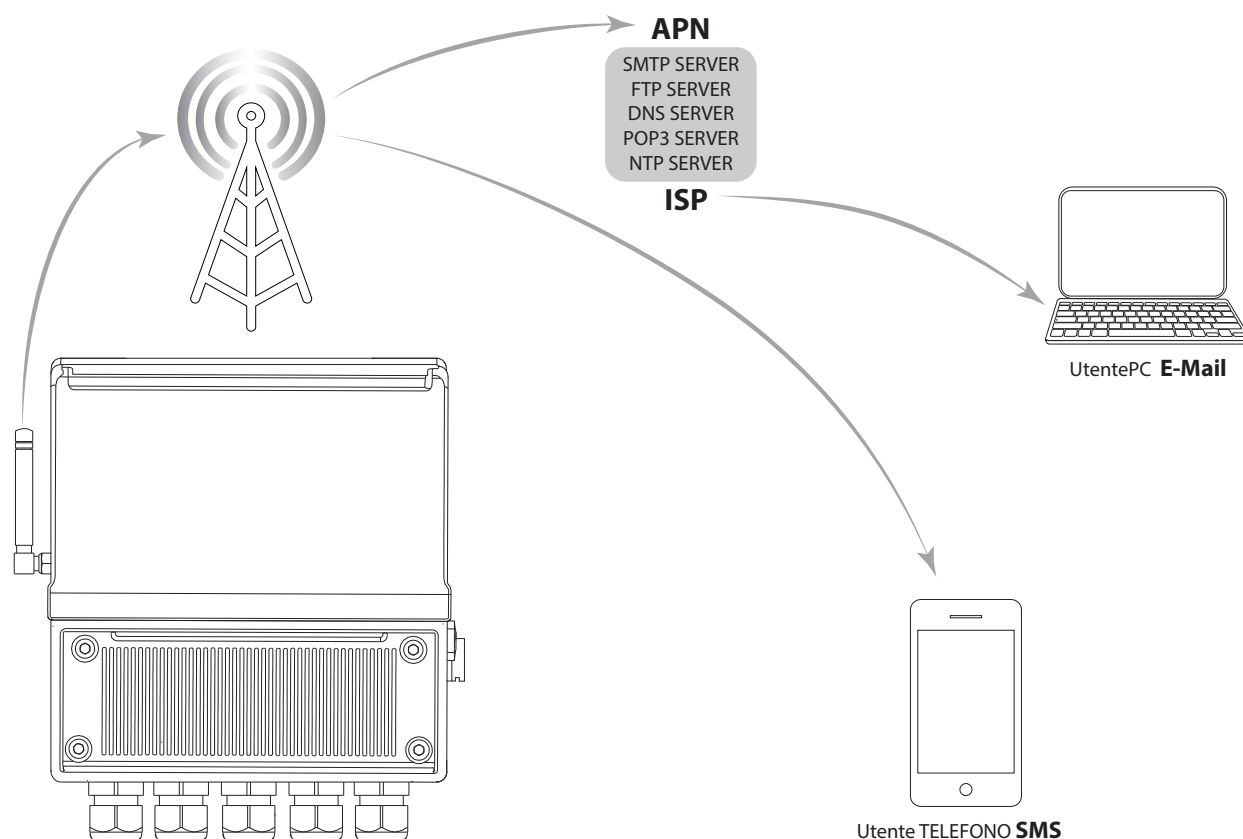 APN
SMTP SERVER
FTP SERVER
DNS SERVER
POP3 SERVER
NTP SERVER
ISP
UtentePC E-Mail
Utente TELEFONO SMS